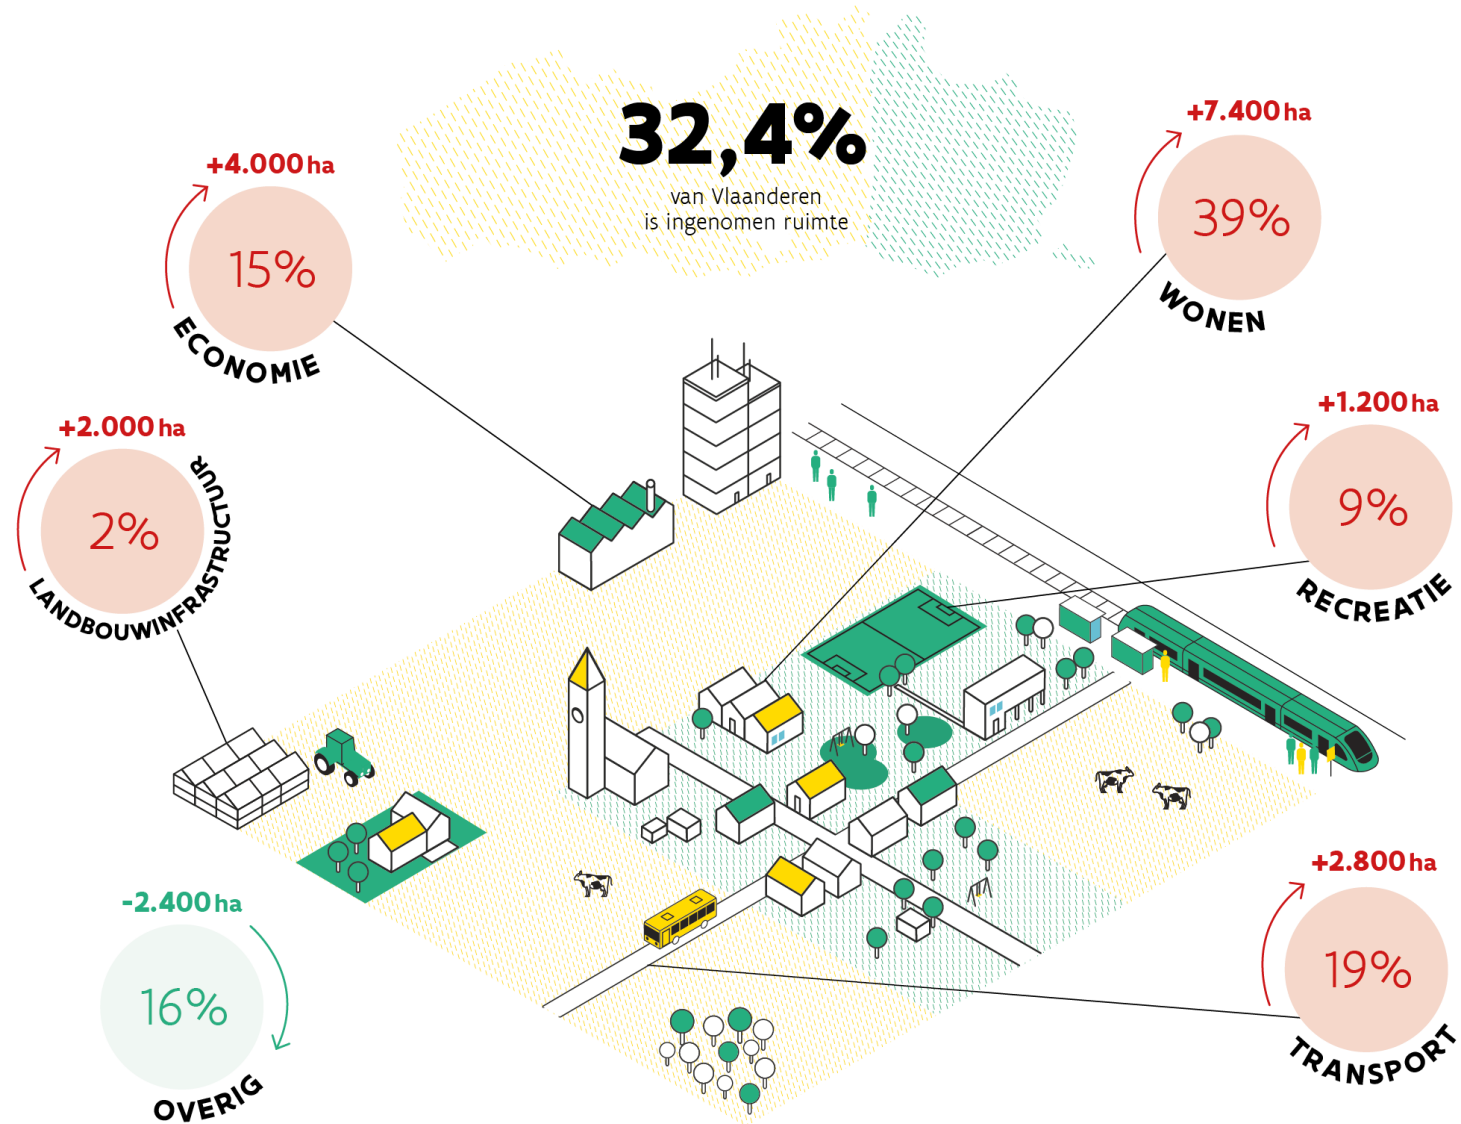 32,4%
van Vlaanderen
is ingenomen ruimte
+4.000 ha
15%
ECONOMIE
+7.400 ha
39%
WONEN
+2.000 ha
2%
LANDBOUWINFRASTRUCTUUR
+1.200 ha
9%
RECREATIE
-2.400 ha
16%
OVERIG
+2.800 ha
19%
TRANSPORT